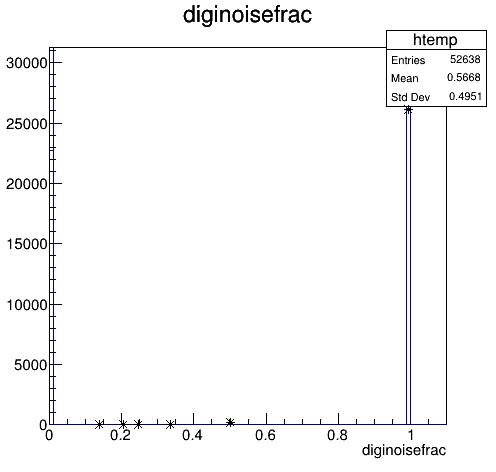 diginoisefrac
htemp
Entries 52638
Mean 0.5668
Std Dev 0.4951
30000
25000
20000
15000
10000
5000
0
0 0.2 0.4 0.6 0.8 1
diginoisefrac